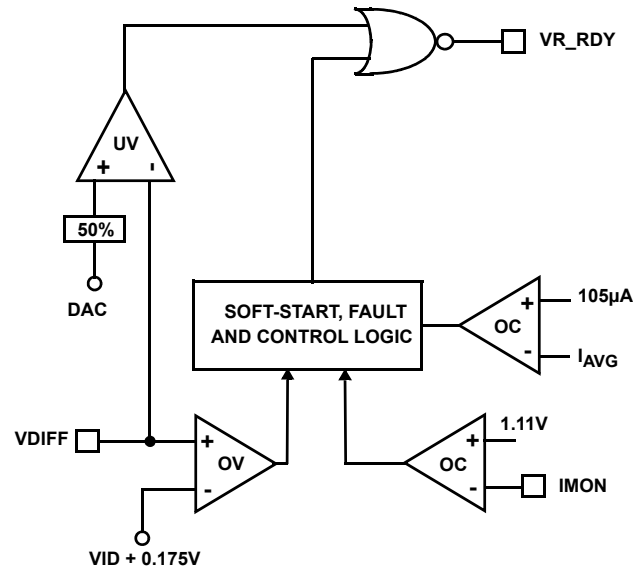 VR_RDY
UV
+ -
50%
DAC
SOFT-START, FAULT
AND CONTROL LOGIC
+ 105µA
OC
- IAVG
VDIFF
+
OV
-
VID + 0.175V
1.11V
+
OC
- IMON